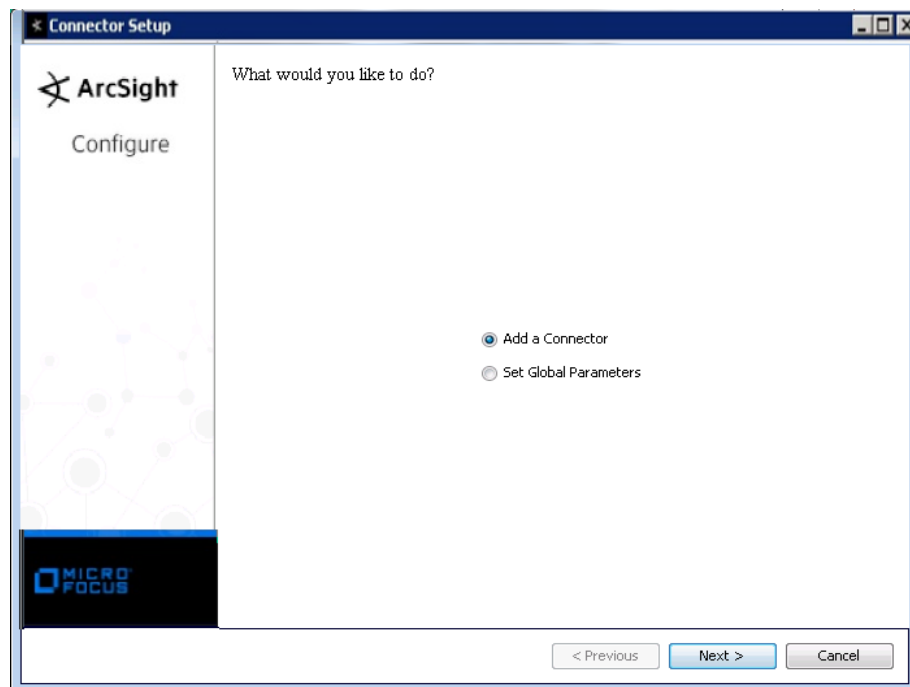 Connector Setup
ArcSight
Configure
What would you like to do?
Add a Connector
Set Global Parameters
MICRO
FOCUS
< Previous
Next >
Cancel